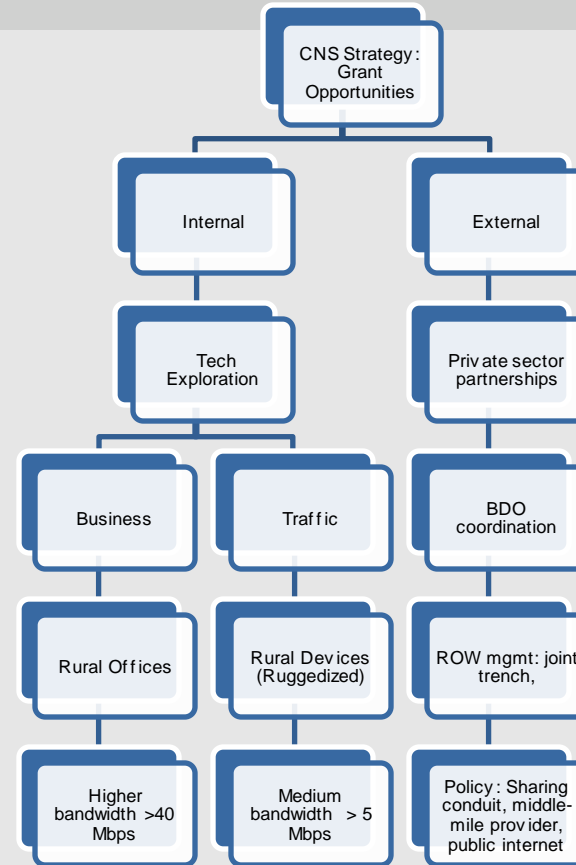 CNS Strategy:
Grant
Opportunities
Internal
External
Tech
Exploration
Private sector
partnerships
Business
Traffic
BDO
coordination
Rural Offices
Rural Devices
(Ruggedized)
ROW mgmt: joint
trench,
Higher
bandwidth >40
Mbps
Medium
bandwidth > 5
Mbps
Policy: Sharing
conduit, middle-
mile provider,
public internet